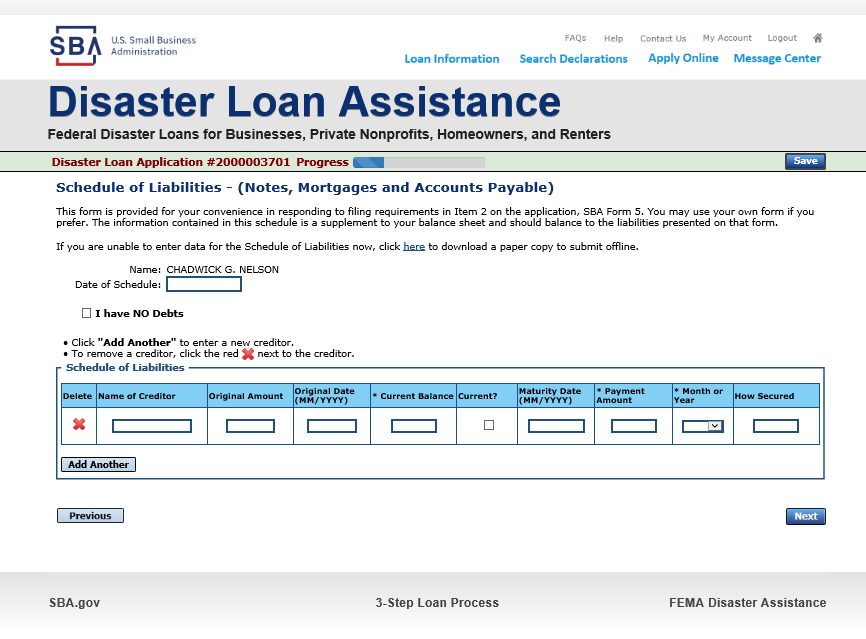 SBA U.S. Small Business
Administration
FAQs Help Contact Us My Account Logout
Loan Information Search Declarations Apply Online Message Center
Disaster Loan Assistance
Federal Disaster Loans for Businesses, Private Nonprofits, Homeowners, and Renters
Disaster Loan Application #2000003701 Progress Save
Schedule of Liabilities - (Notes, Mortgages and Accounts Payable)
This form is provided for your convenience in responding to filing requirements in Item 2 on the application, SBA Form 5. You may use your own form if you
prefer. The information contained in this schedule is a supplement to your balance sheet and should balance to the liabilities presented on that form.
If you are unable to enter data for the Schedule of Liabilities now, click here to download a paper copy to submit offline.
Name: CHADWICK G. NELSON
Date of Schedule:
I have NO Debts
• Click "Add Another" to enter a new creditor.
• To remove a creditor, click the red next to the creditor.
Schedule of Liabilities
Delete Name of Creditor Original Amount Original Date (MM/YYYY) * Current Balance Current? Maturity Date (MM/YYYY) * Payment Amount * Month or Year How Secured
Add Another
Previous Next
SBA.gov 3-Step Loan Process FEMA Disaster Assistance